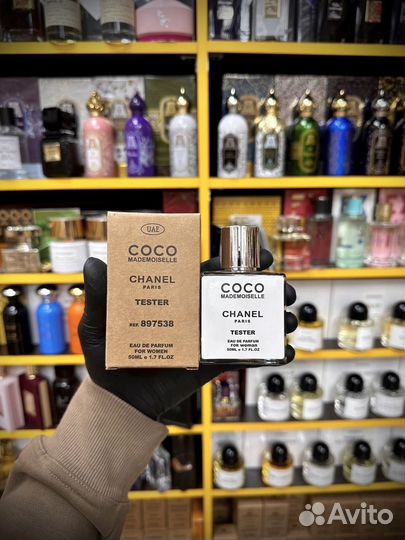 UAE
COCO
MADEMOISELLE
CHANEL
PARIS
TESTER
REF. 897538
EAU DE PARFUM
FOR WOMEN
50ML e 1.7 FL.OZ
COCO
MADEMOISELLE
CHANEL
PARIS
TESTER
EAU DE PARFUM
FOR woman
50ML e 1.7 FL.OZ
Avito